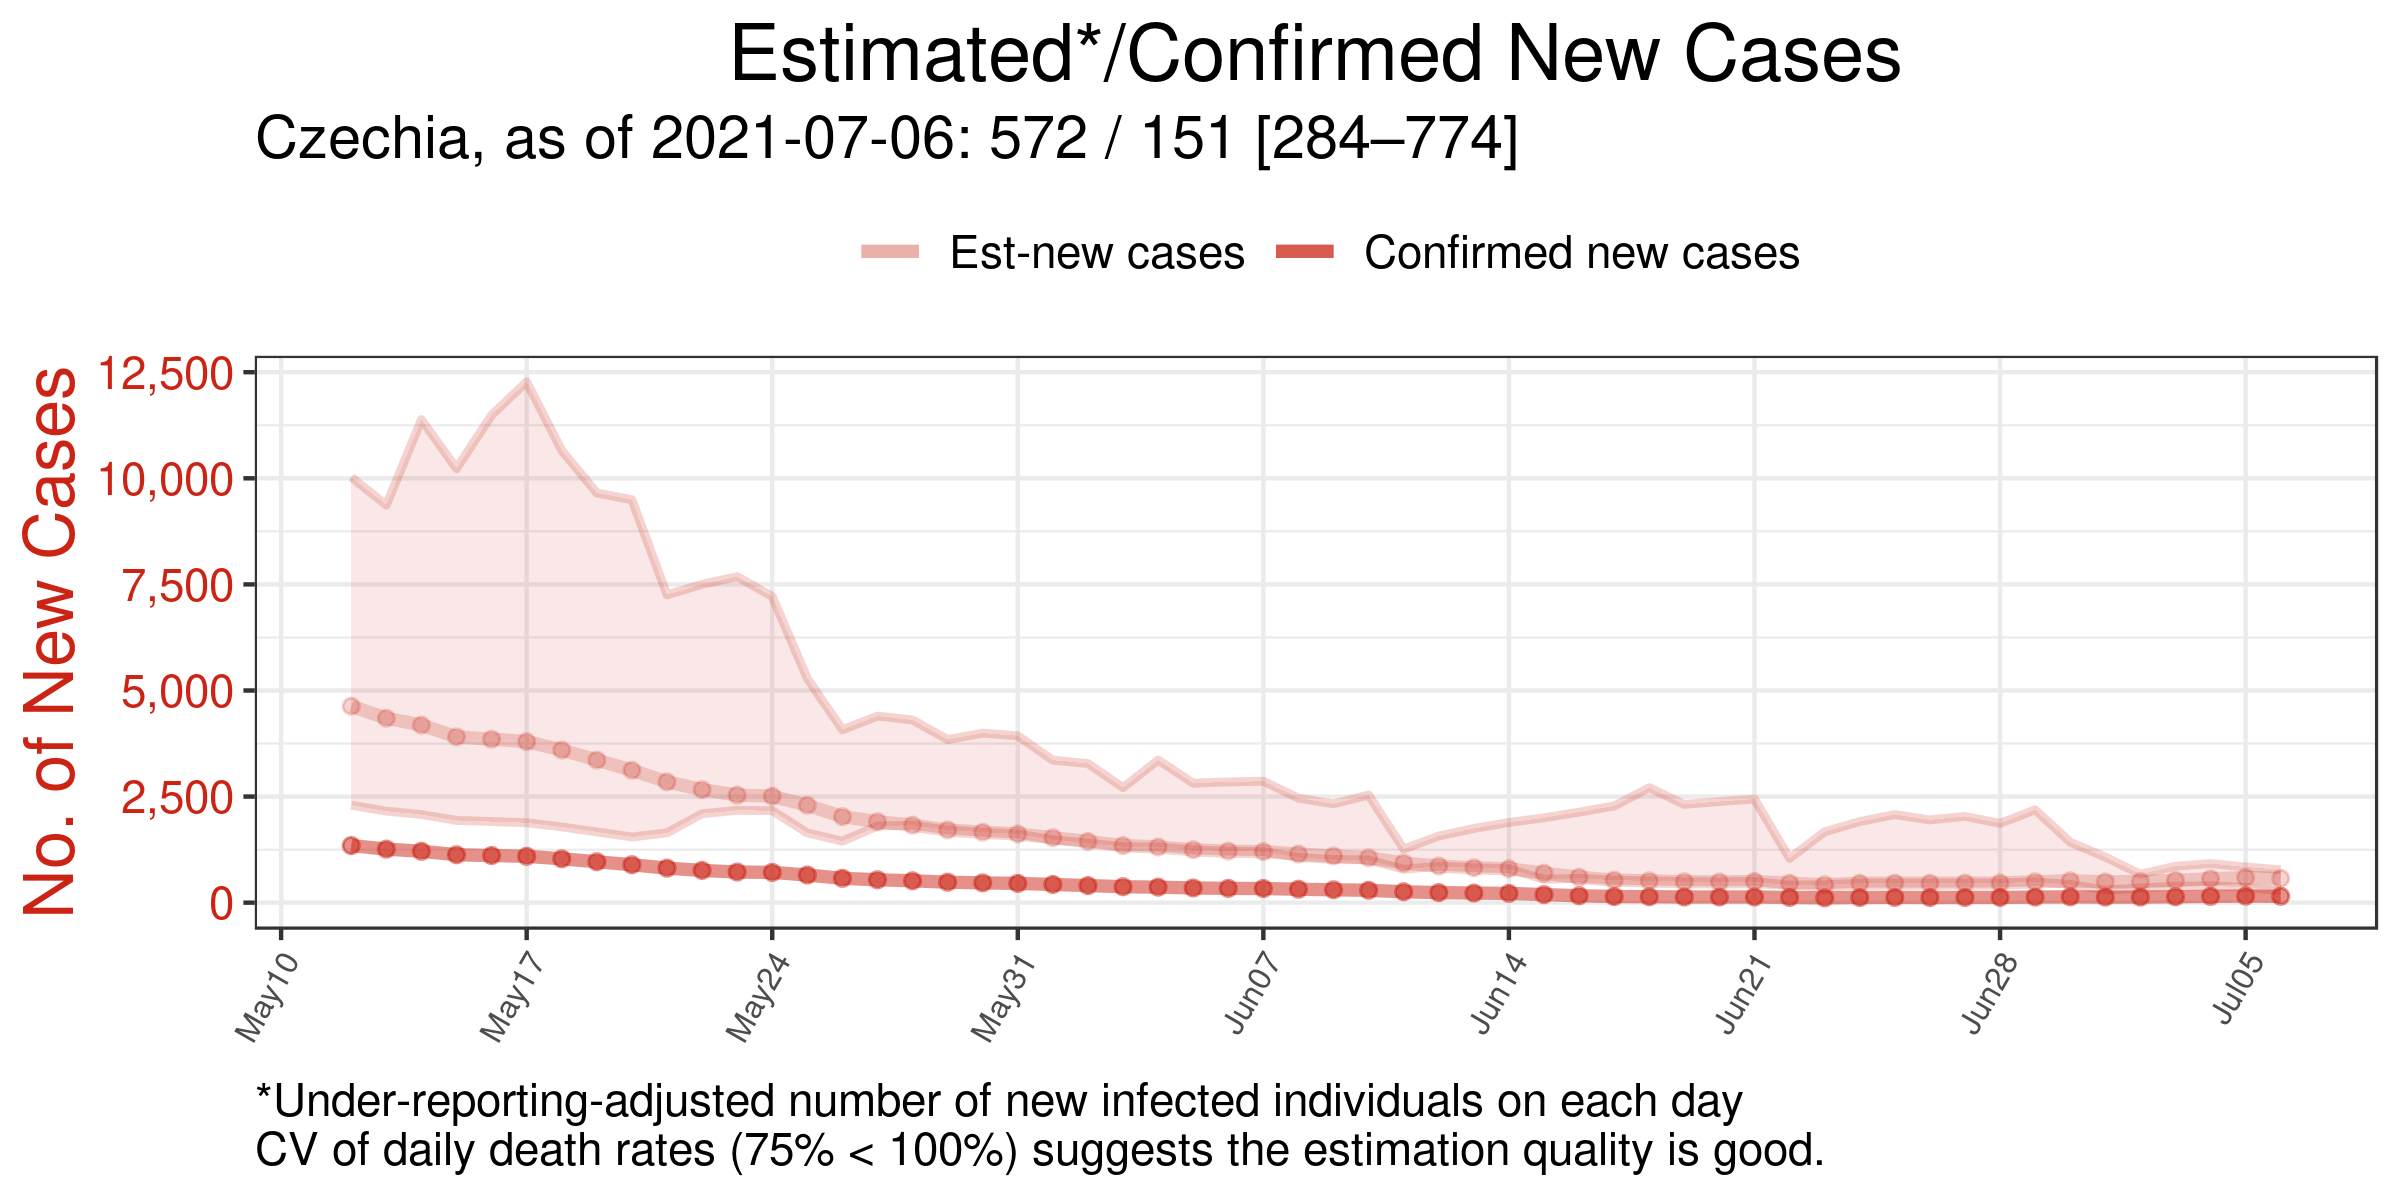 Estimated*/Confirmed New Cases
Czechia, as of 2021-07-06: 572 / 151 [284–774]
Est-new cases
Confirmed new cases
No. of New Cases
12,500
10,000
7,500
5,000
2,500
0
May10
May17
May24
May31
Jun07
Jun14
Jun21
Jun28
Jul05
*Under-reporting-adjusted number of new infected individuals on each day
CV of daily death rates (75% < 100%) suggests the estimation quality is good.